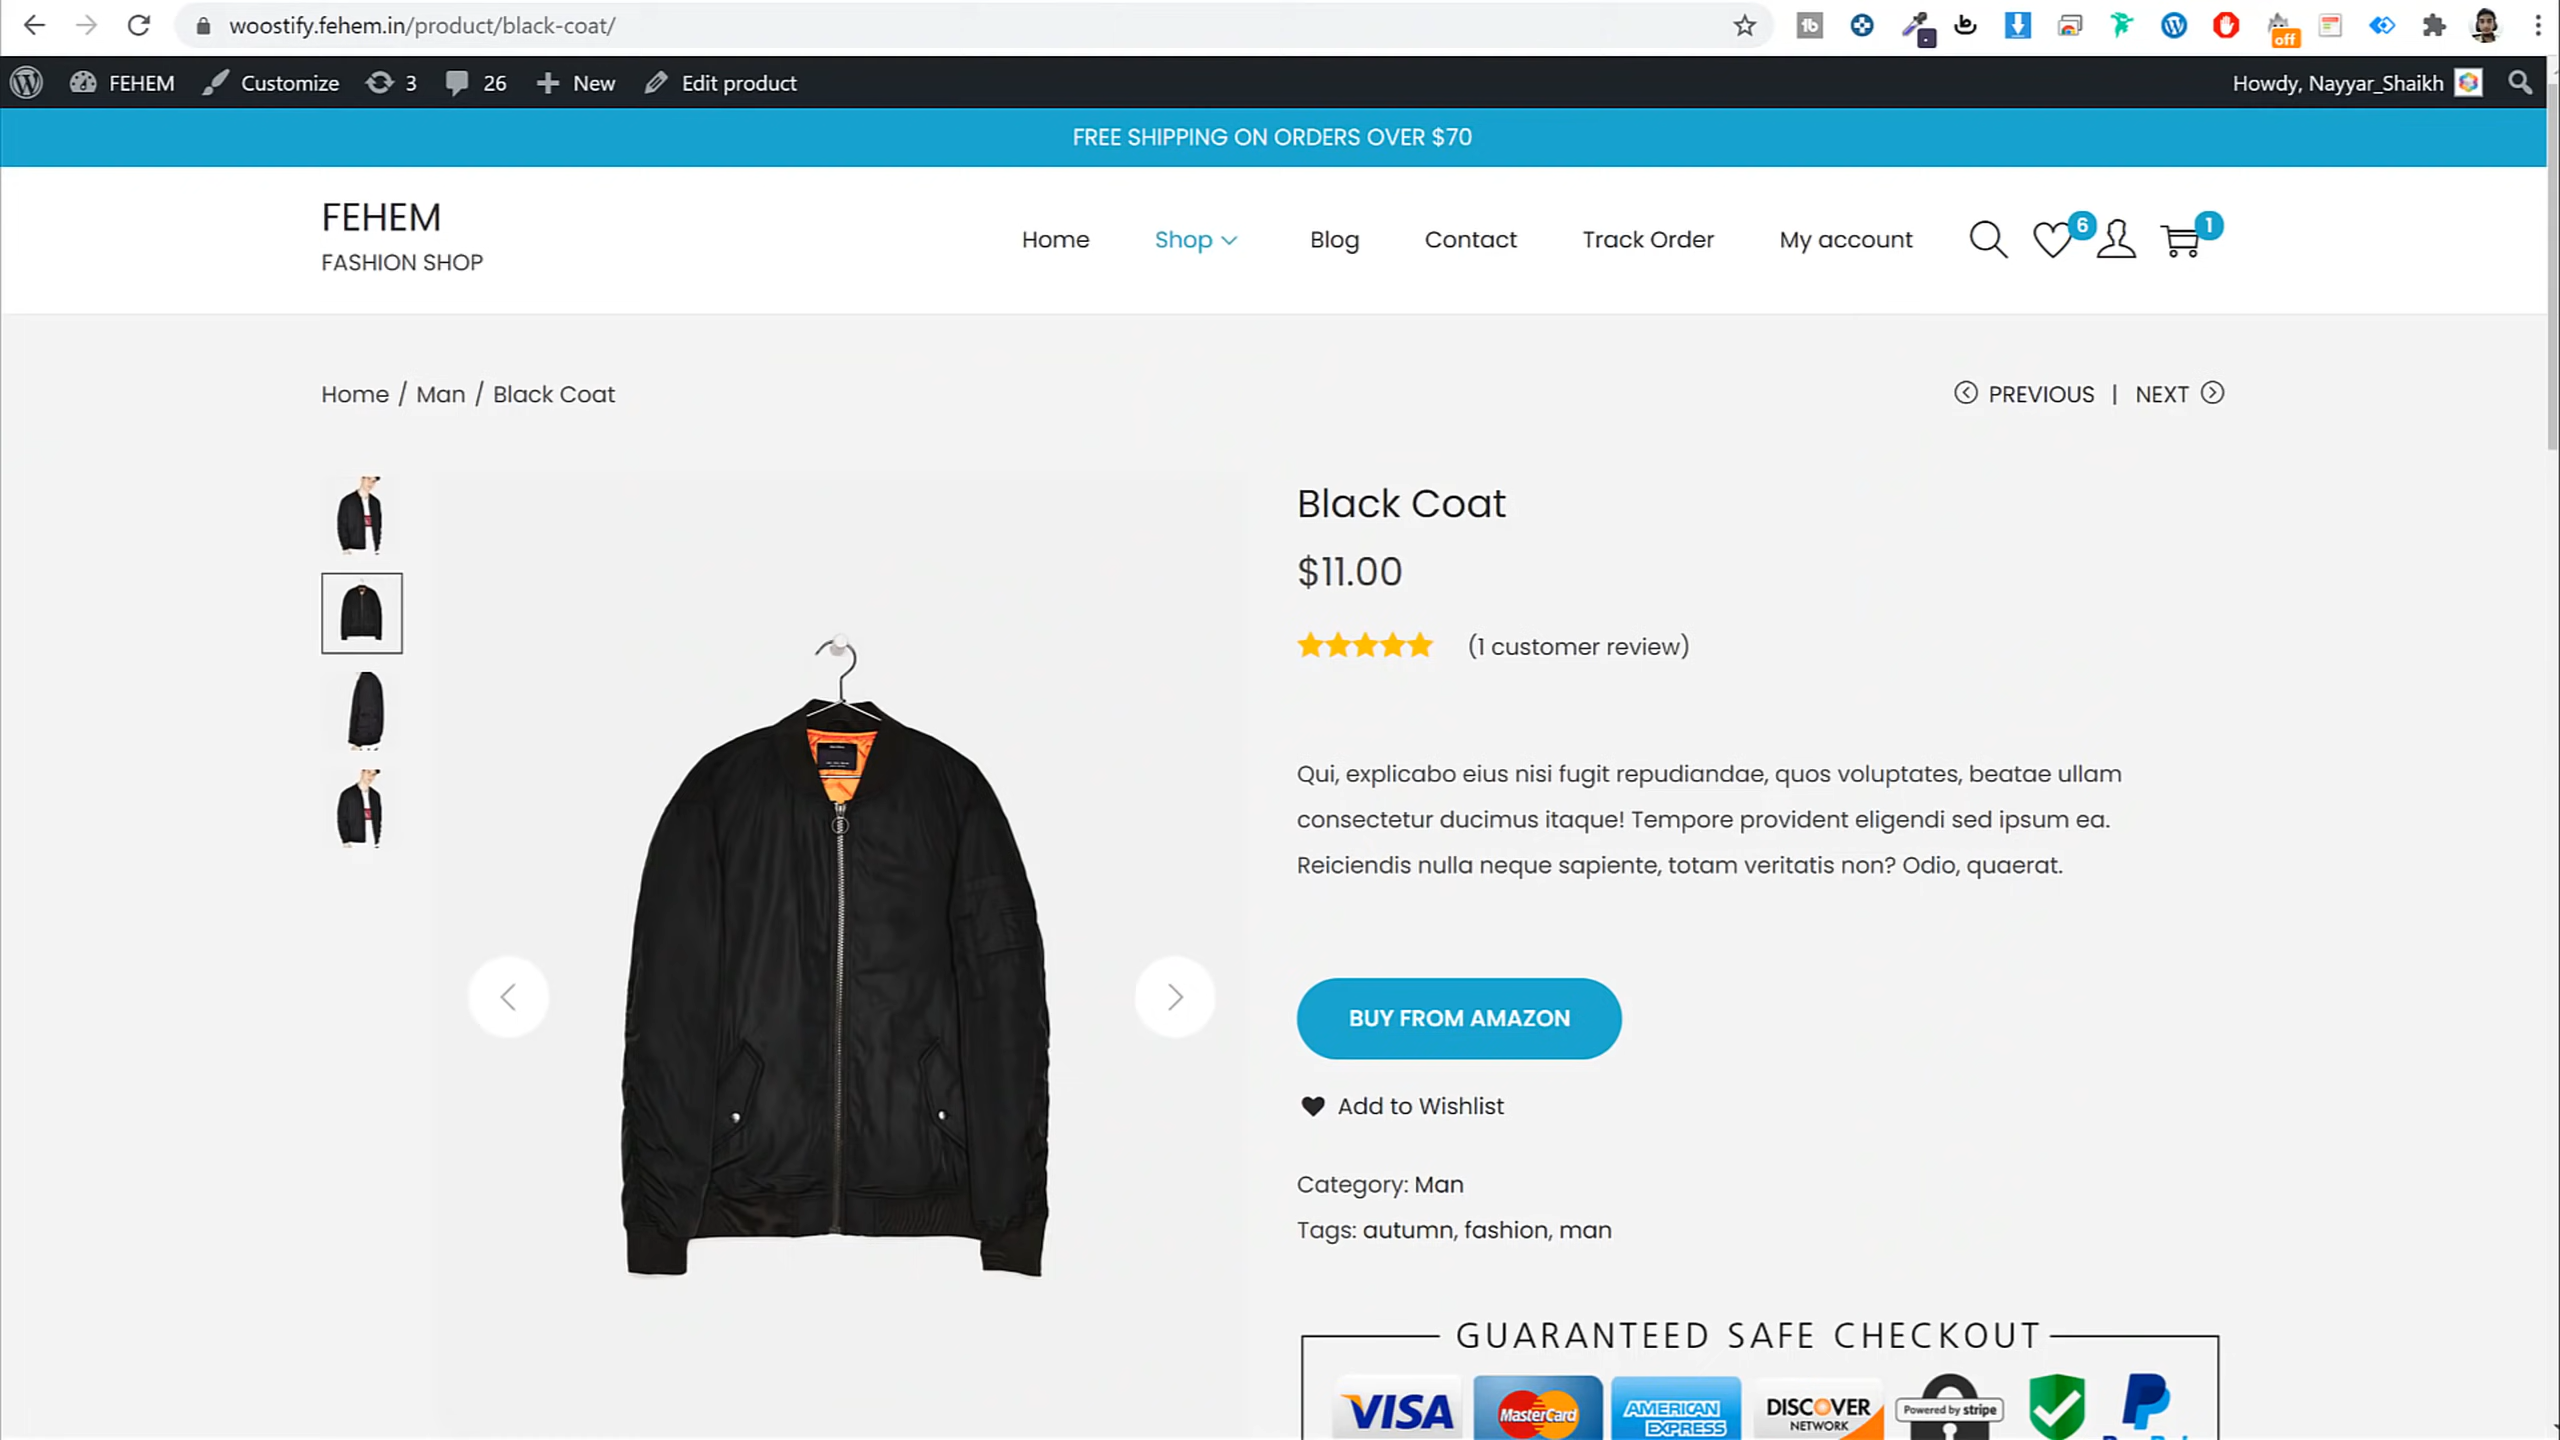 woostify.fehem.in/product/black-coat/
off
FEHEM
Customize
3
26
New
Edit product
Howdy, Nayyar_Shaikh
FREE SHIPPING ON ORDERS OVER $70
FEHEM
FASHION SHOP
Home
Shop
Blog
Contact
Track Order
My account
6
1
Home / Man / Black Coat
PREVIOUS | NEXT
Black Coat
$11.00
(1 customer review)
Qui, explicabo eius nisi fugit repudiandae, quos voluptates, beatae ullam
consectetur ducimus itaque! Tempore provident eligendi sed ipsum ea.
Reiciendis nulla neque sapiente, totam veritatis non? Odio, quaerat.
BUY FROM AMAZON
Add to Wishlist
Category: Man
Tags: autumn, fashion, man
GUARANTEED SAFE CHECKOUT
VISA
MasterCard
AMERICAN
EXPRESS
DISCOVER
NETWORK
Powered by stripe